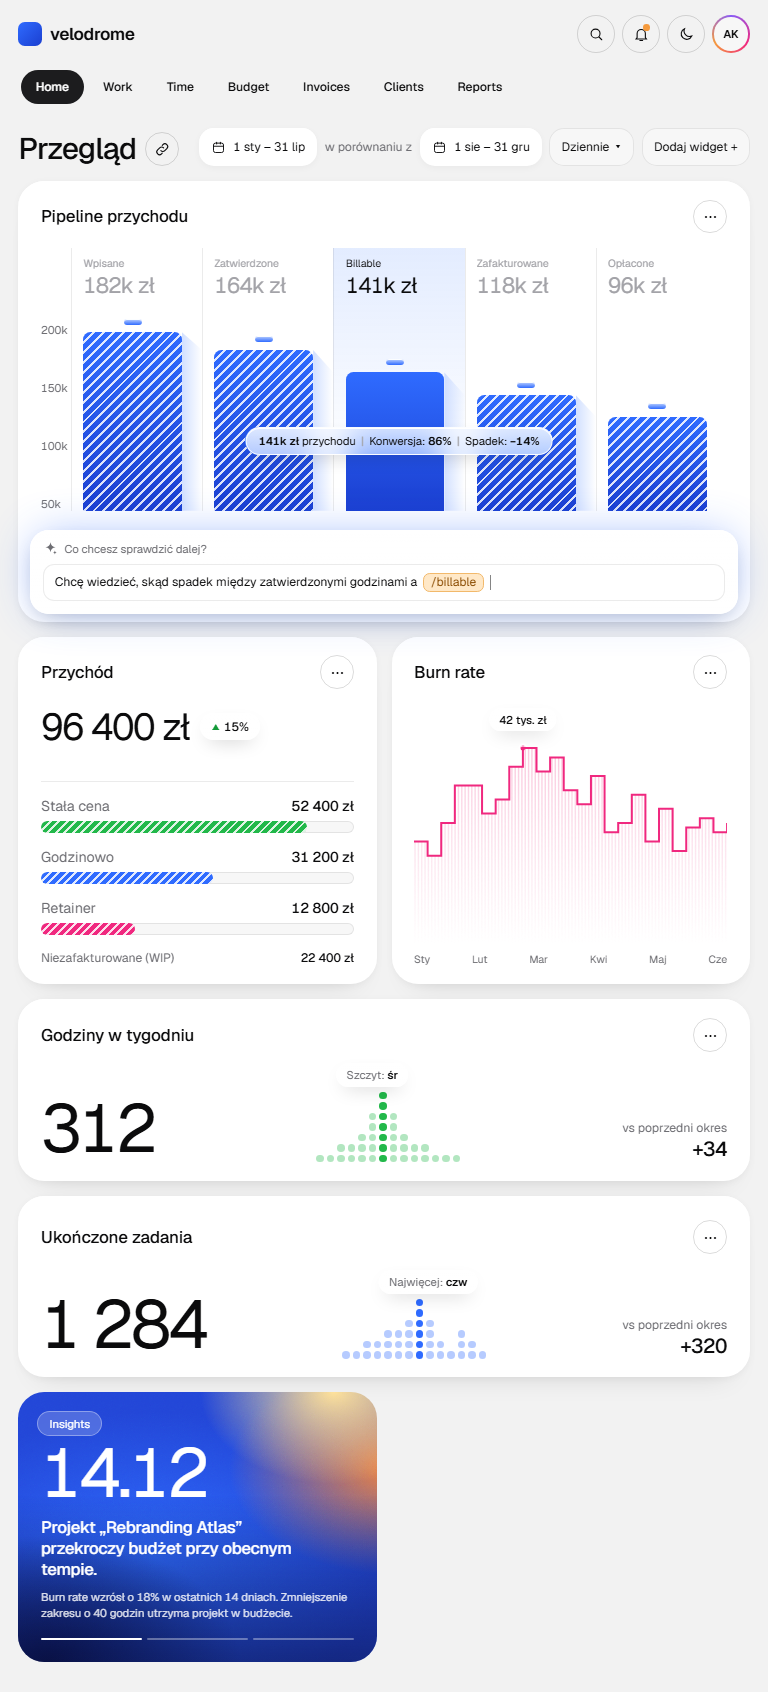 velodrome
AK
Home Work Time Budget Invoices Clients Reports
Przegląd
1 sty – 31 lip w porównaniu z 1 sie – 31 gru Dziennie Dodaj widget +
Pipeline przychodu
Wpisane Zatwierdzone Billable Zafakturowane Opłacone
182k zł 164k zł 141k zł 118k zł 96k zł
200k
150k
100k
50k
141k zł przychodu | Konwersja: 86% | Spadek: –14%
Co chcesz sprawdzić dalej?
Chcę wiedzieć, skąd spadek między zatwierdzonymi godzinami a /billable
Przychód
96 400 zł 15%
Stała cena 52 400 zł
Godzinowo 31 200 zł
Retainer 12 800 zł
Niezafakturowane (WIP) 22 400 zł
Burn rate
42 tys. zł
Sty Lut Mar Kwi Maj Cze
Godziny w tygodniu
Szczyt: śr
312
vs poprzedni okres
+34
Ukończone zadania
Najwięcej: czw
1 284
vs poprzedni okres
+320
Insights
14.12
Projekt „Rebranding Atlas”
przekroczy budżet przy obecnym
tempie.
Burn rate wzrósł o 18% w ostatnich 14 dniach. Zmniejszenie
zakresu o 40 godzin utrzyma projekt w budżecie.